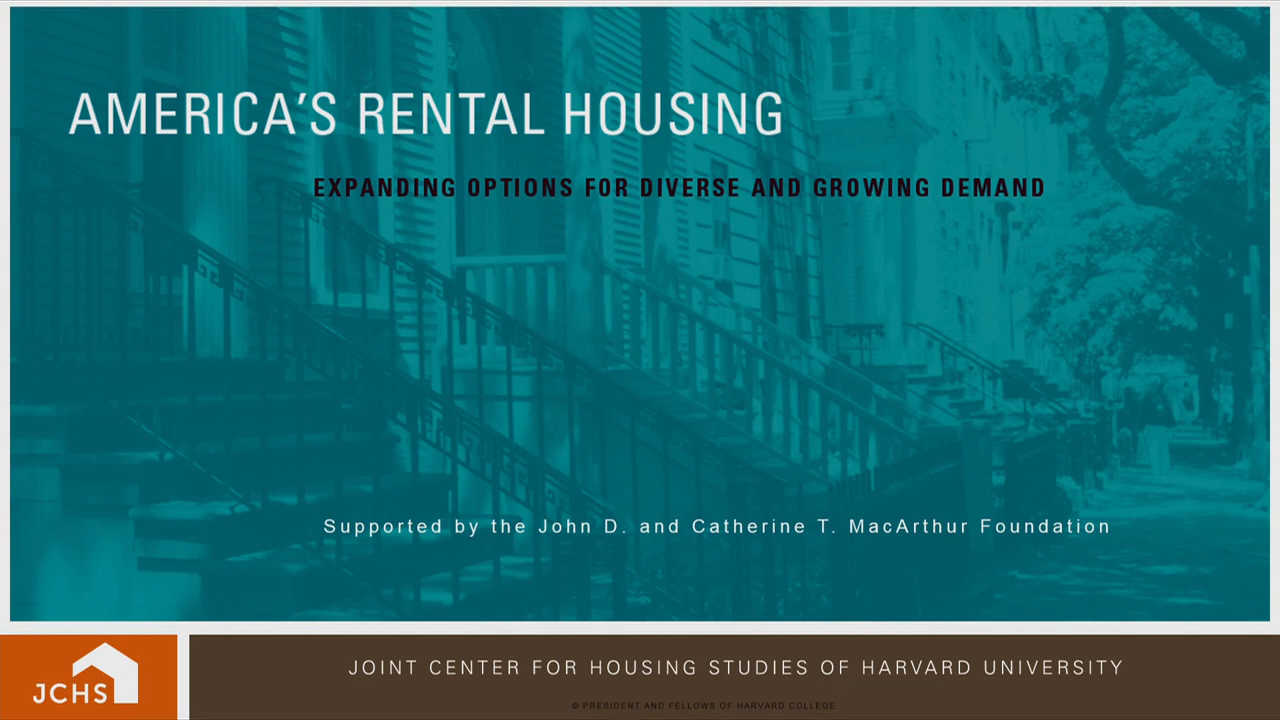 AMERICA'S RENTAL HOUSING
EXPANDING OPTIONS FOR DIVERSE AND GROWING DEMAND
Supported by the John D. and Catherine T. MacArthur Foundation
JCHS
JOINT CENTER FOR HOUSING STUDIES OF HARVARD UNIVERSITY
© PRESIDENT AND FELLOWS OF HARVARD COLLEGE